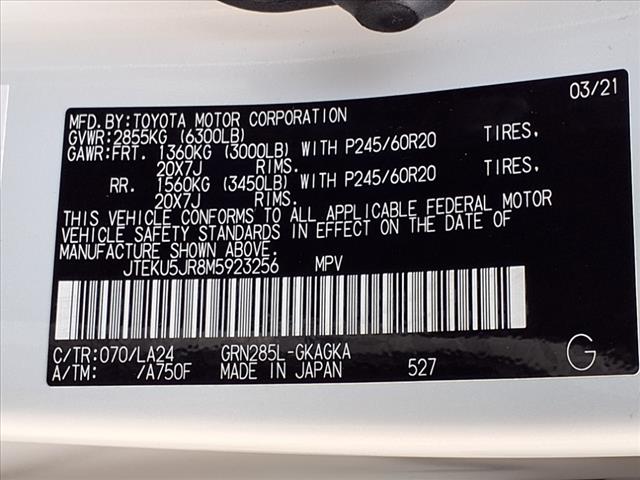 03/21
MFD.BY:TOYOTA MOTOR CORPORATION
GVWR:2855KG (6300LB)
GAWR:FRT. 1360KG (3000LB) WITH P245/60R20 TIRES,
20X7J RIMS.
RR. 1560KG (3450LB) WITH P245/60R20 TIRES,
20X7J RIMS.
THIS VEHICLE CONFORMS TO ALL APPLICABLE FEDERAL MOTOR
VEHICLE SAFETY STANDARDS IN EFFECT ON THE DATE OF
MANUFACTURE SHOWN ABOVE.
JTEKU5JR8M5923256 MPV
C/TR:070/LA24 GRN285L-GKAGKA
A/TM: /A750F MADE IN JAPAN 527 G